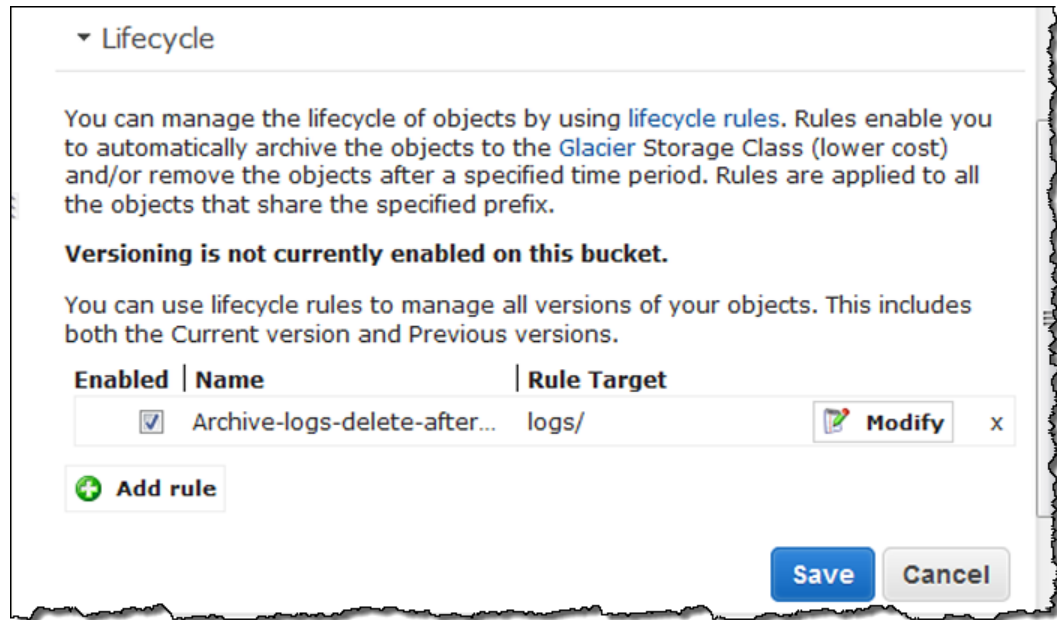 Lifecycle
You can manage the lifecycle of objects by using lifecycle rules. Rules enable you
to automatically archive the objects to the Glacier Storage Class (lower cost)
and/or remove the objects after a specified time period. Rules are applied to all
the objects that share the specified prefix.
Versioning is not currently enabled on this bucket.
You can use lifecycle rules to manage all versions of your objects. This includes
both the Current version and Previous versions.
Enabled Name Rule Target
Archive-logs-delete-after... logs/ Modify x
Add rule
Save Cancel